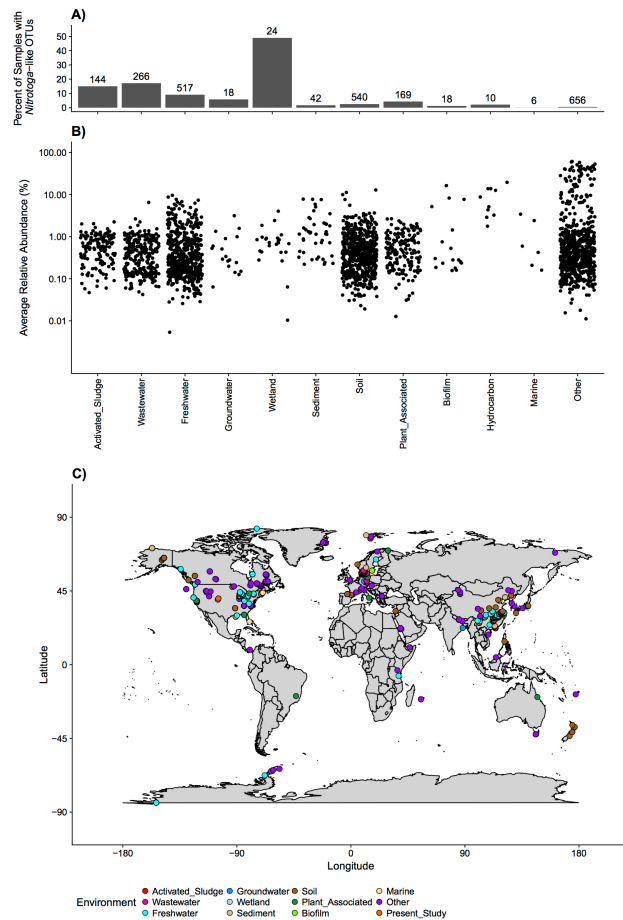 A)
Percent of Samples with
Nitrotoga-like OTUs
50
40
30
20
10
0
144
266
517
18
24
42
540
169
18
10
6
656
B)
Average Relative Abundance (%)
100.00
10.00
1.00
0.10
0.01
Activated_Sludge
Wastewater
Freshwater
Groundwater
Wetland
Sediment
Soil
Plant_Associated
Biofilm
Hydrocarbon
Marine
Other
C)
Latitude
90
45
0
−45
−90
−180
−90
0
90
180
Longitude
Environment
Activated_Sludge
Groundwater
Soil
Marine
Wastewater
Wetland
Plant_Associated
Other
Freshwater
Sediment
Biofilm
Present_Study